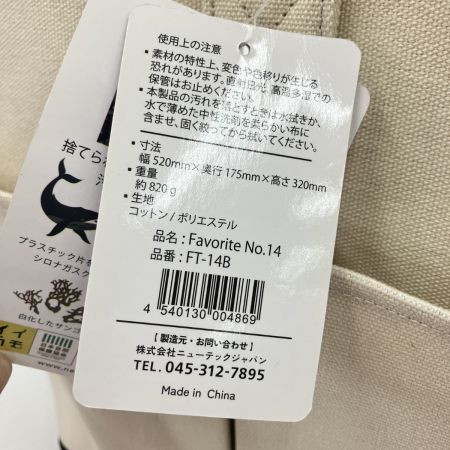 使用上の注意
・素材の特性上、変色や色移りが生じる
恐れがあります。直射日光、高温多湿での
保管はお止めください。
・本製品の汚れを落とすときは水拭きか、
水で薄めた中性洗剤を柔らかい布に
含ませ、固く絞ってから拭いてください。
・寸法
幅 520mm×奥行 175mm×高さ 320mm
・重量
約 820g
・生地
コットン / ポリエステル
品名 : Favorite No.14
品番 : FT-14B
4 540130 004869
【 製造元・お問い合わせ 】
株式会社ニューテックジャパン
TEL. 045-312-7895
Made in China
捨てら
プラスチック片
シロナガス
白化したサンゴ